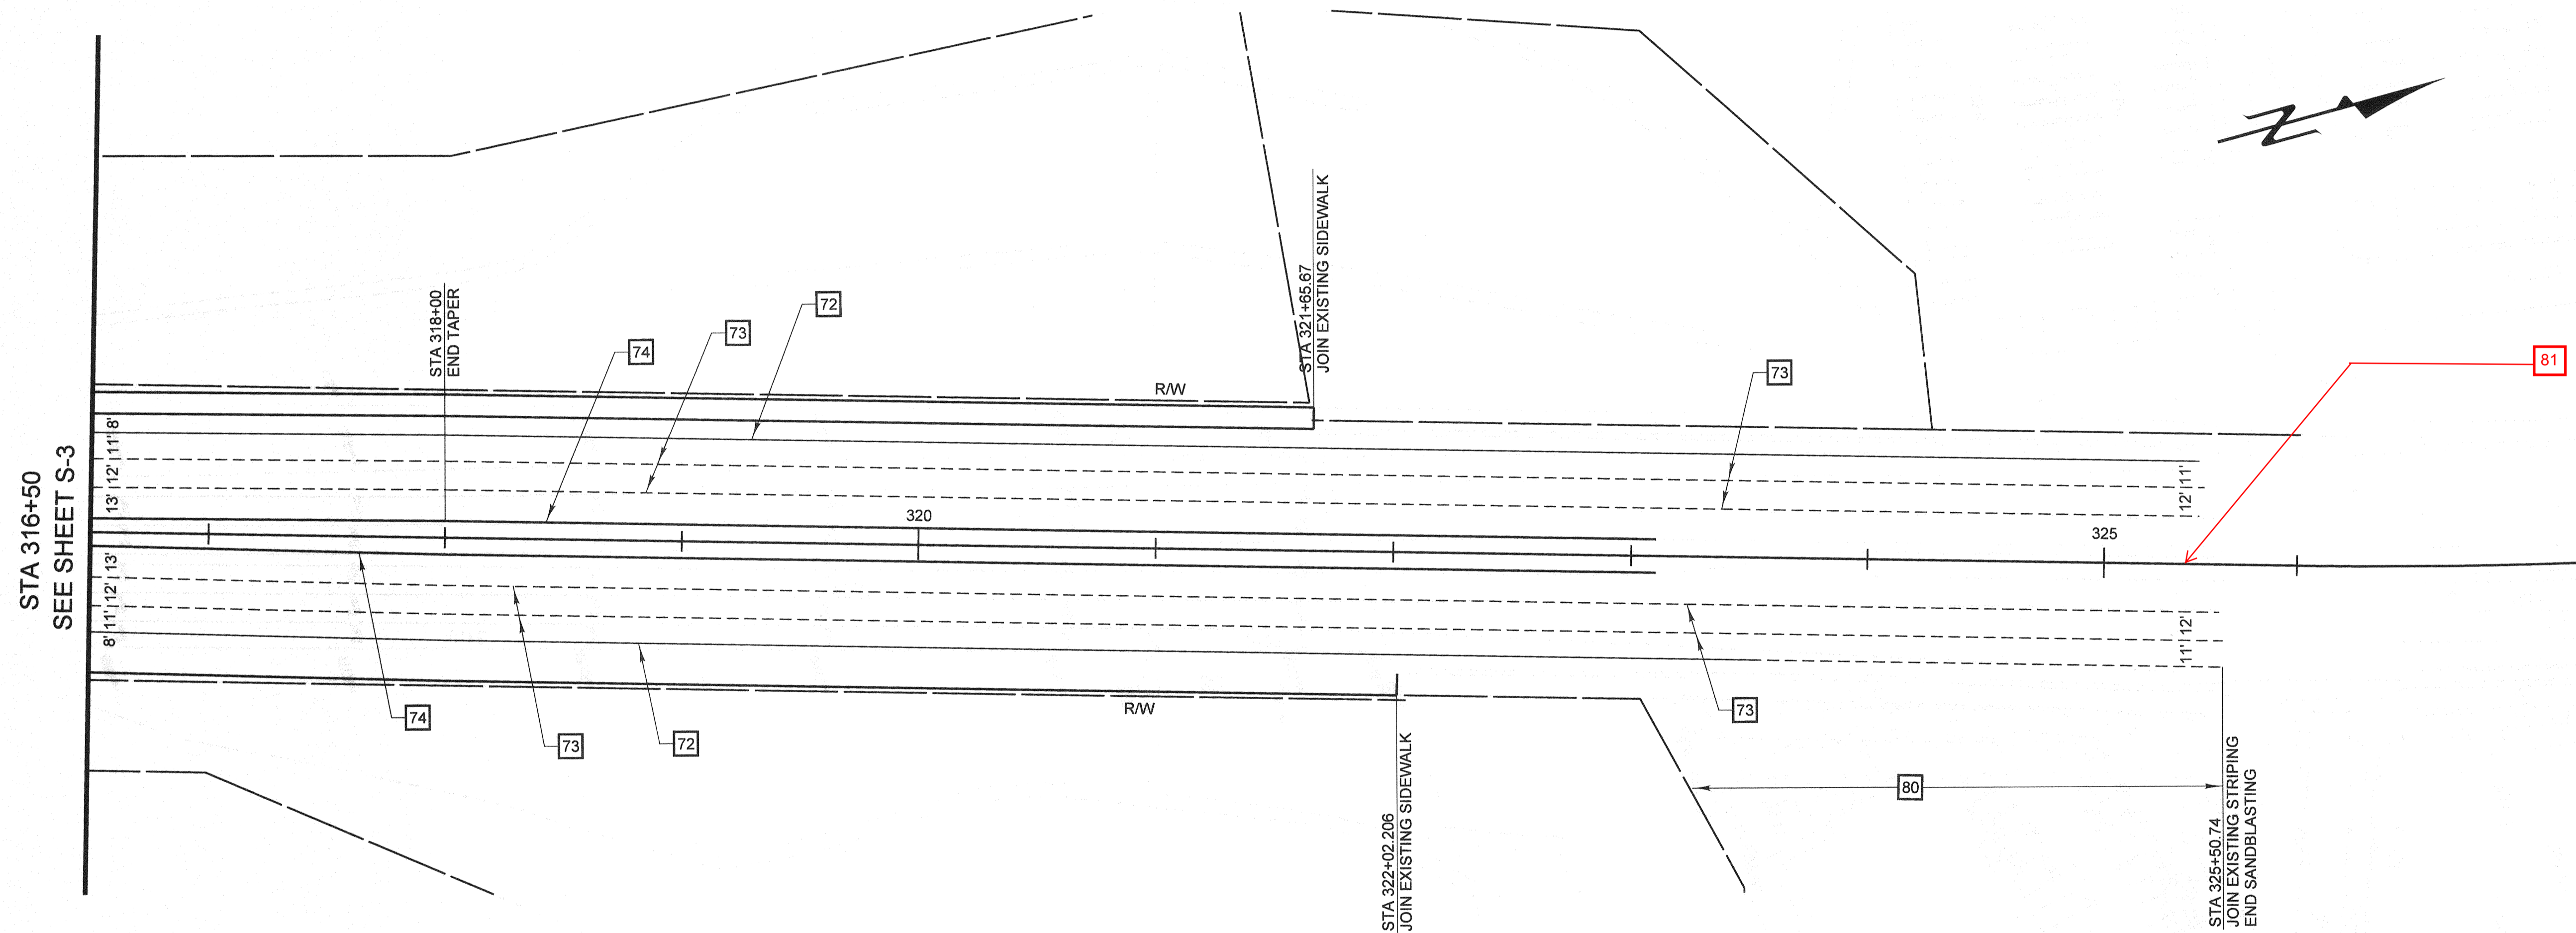 STA 316+50
SEE SHEET S-3
STA 318+00
END TAPER
74
73
72
STA 321+65.67
JOIN EXISTING SIDEWALK
73
81
N
R/W
8'
11'
12'
13'
13'
12'
11'
8'
320
325
11'
12'
12'
11'
74
73
72
R/W
73
80
STA 322+02.206
JOIN EXISTING SIDEWALK
STA 325+50.74
JOIN EXISTING STRIPING
END SANDBLASTING